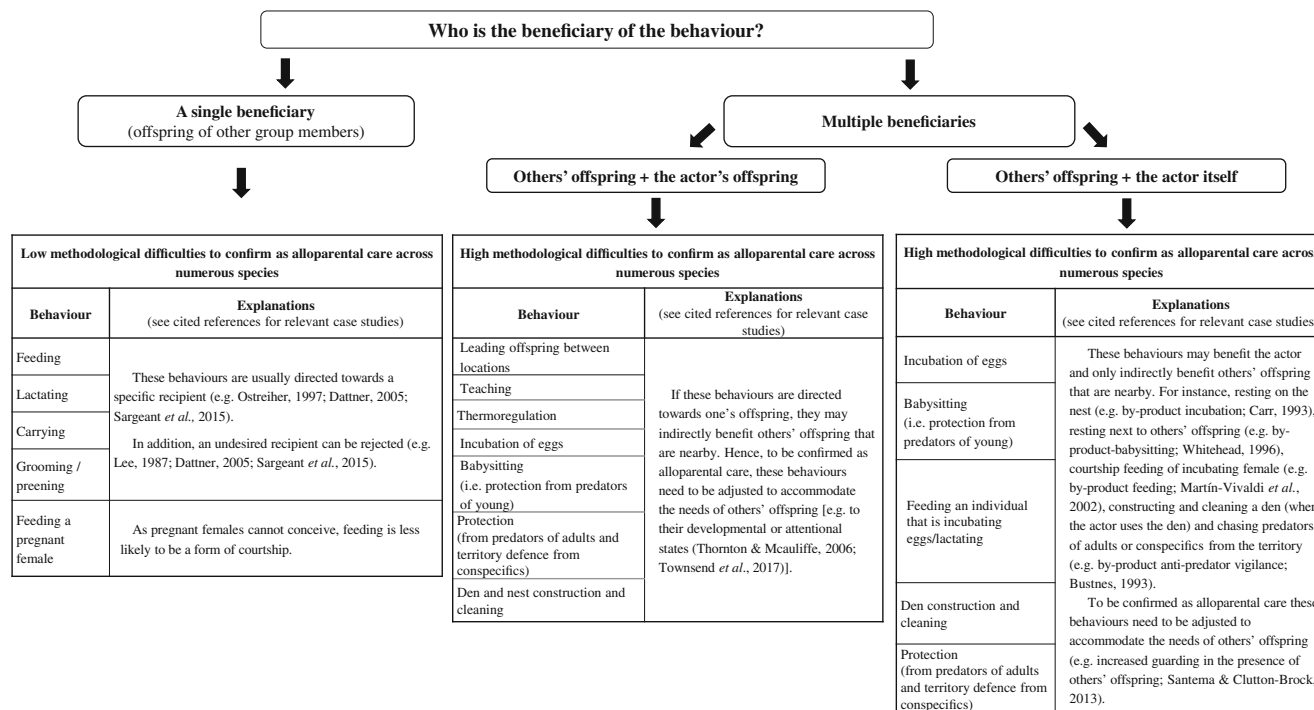 Who is the beneficiary of the behaviour?
A single beneficiary
(offspring of other group members)
Multiple beneficiaries
Others' offspring + the actor's offspring
Others' offspring + the actor itself
Low methodological difficulties to confirm as alloparental care across
numerous species
Behaviour
Explanations
(see cited references for relevant case studies)
Feeding
Lactating
Carrying
Grooming /
preening
These behaviours are usually directed towards a
specific recipient (e.g. Ostreiher, 1997; Dattner, 2005;
Sargeant et al., 2015).
In addition, an undesired recipient can be rejected (e.g.
Lee, 1987; Dattner, 2005; Sargeant et al., 2015).
Feeding a
pregnant
female
As pregnant females cannot conceive, feeding is less
likely to be a form of courtship.
High methodological difficulties to confirm as alloparental care across
numerous species
Behaviour
Explanations
(see cited references for relevant case
studies)
Leading offspring between
locations
Teaching
Thermoregulation
Incubation of eggs
Babysitting
(i.e. protection from predators
of young)
Protection
(from predators of adults and
territory defence from
conspecifics)
Den and nest construction and
cleaning
If these behaviours are directed
towards one's offspring, they may
indirectly benefit others' offspring that
are nearby. Hence, to be confirmed as
alloparental care, these behaviours
need to be adjusted to accommodate
the needs of others' offspring [e.g. to
their developmental or attentional
states (Thornton & Mcauliffe, 2006;
Townsend et al., 2017)].
High methodological difficulties to confirm as alloparental care across
numerous species
Behaviour
Explanations
(see cited references for relevant case studies
Incubation of eggs
Babysitting
(i.e. protection from
predators of young)
Feeding an individual
that is incubating
eggs/lactating
Den construction and
cleaning
Protection
(from predators of adults
and territory defence from
conspecifics)
These behaviours may benefit the actor
and only indirectly benefit others' offspring
that are nearby. For instance, resting on the
nest (e.g. by-product incubation; Carr, 1993),
resting next to others' offspring (e.g. by-
product-babysitting; Whitehead, 1996),
courtship feeding of incubating female (e.g.
by-product feeding; Martín-Vivaldi et al.,
2002), constructing and cleaning a den (when
the actor uses the den) and chasing predators
of adults or conspecifics from the territory
(e.g. by-product anti-predator vigilance;
Bustnes, 1993).
To be confirmed as alloparental care these
behaviours need to be adjusted to
accommodate the needs of others' offspring
(e.g. increased guarding in the presence of
others' offspring; Santema & Clutton-Brock,
2013).